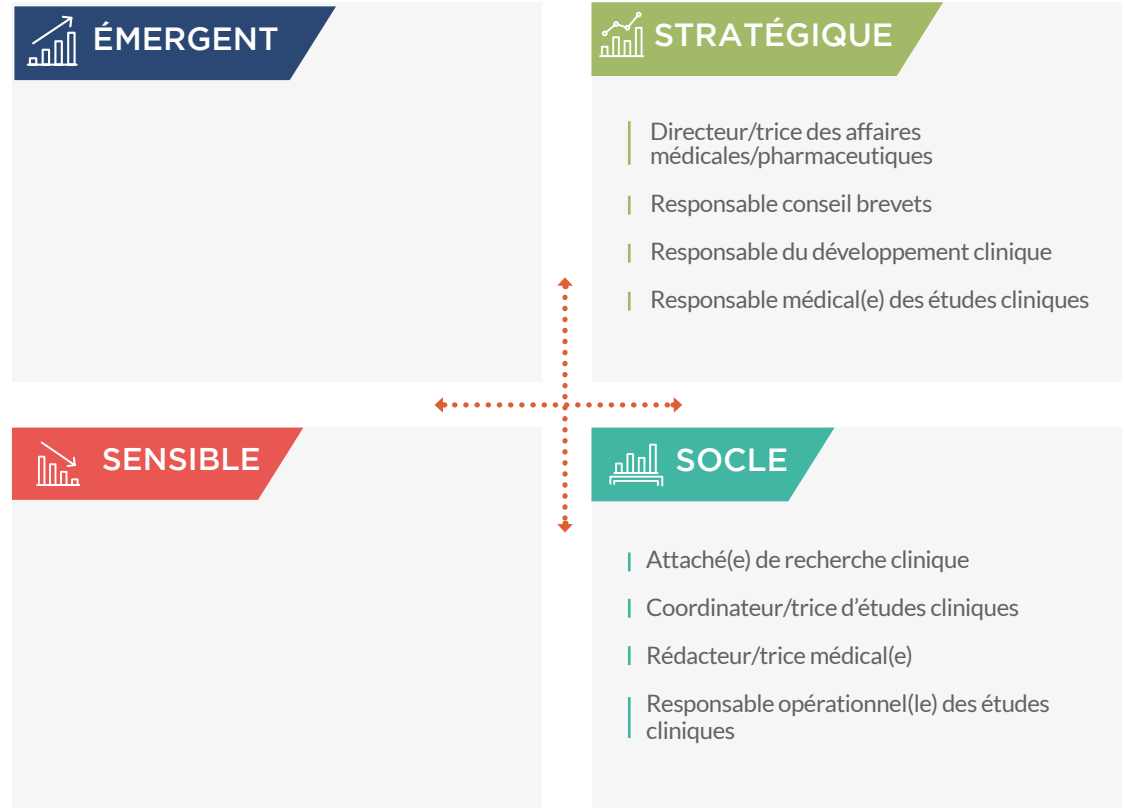 ÉMERGENT
STRATÉGIQUE
Directeur/trice des affaires
médicales/pharmaceutiques
Responsable conseil brevets
Responsable du développement clinique
Responsable médical(e) des études cliniques
SENSIBLE
SOCLE
Attaché(e) de recherche clinique
Coordinateur/trice d’études cliniques
Rédacteur/trice médical(e)
Responsable opérationnel(le) des études
cliniques